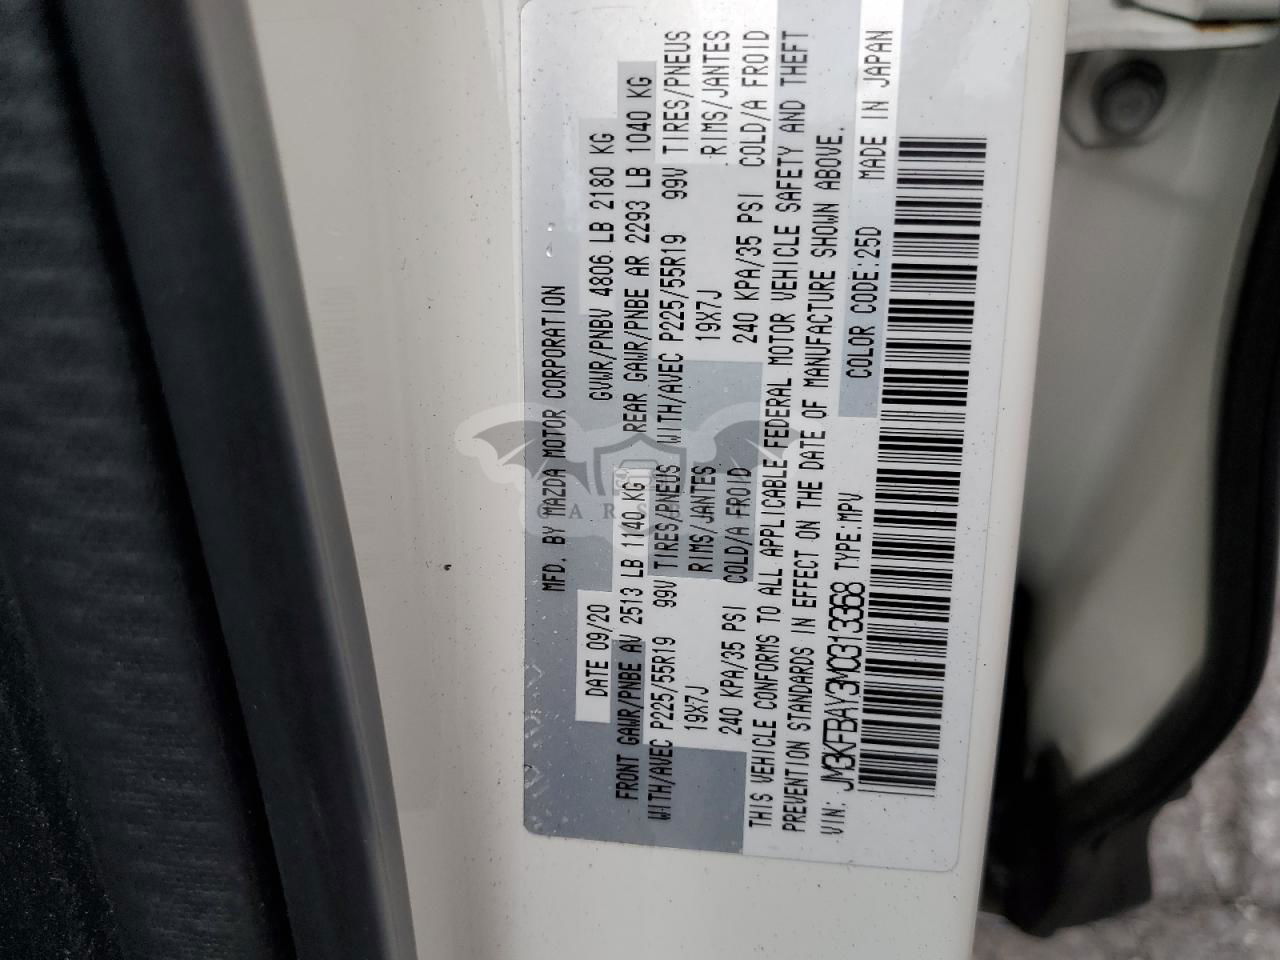 MFD. BY MAZDA MOTOR CORPORATION
DATE 09/20 GVWR/PNBV 4806 LB 2180 KG
FRONT GAWR/PNBE AV 2513 LB 1140 KG REAR GAWR/PNBE AR 2293 LB 1040 KG
WITH/AVEC P225/55R19 99V TIRES/PNEUS WITH/AVEC P225/55R19 99V TIRES/PNEUS
19X7J RIMS/JANTES 19X7J RIMS/JANTES
240 KPA/35 PSI COLD/A FROID 240 KPA/35 PSI COLD/A FROID
THIS VEHICLE CONFORMS TO ALL APPLICABLE FEDERAL MOTOR VEHICLE SAFETY AND THEFT
PREVENTION STANDARDS IN EFFECT ON THE DATE OF MANUFACTURE SHOWN ABOVE.
VIN: JM3KFBAY3M0313368 TYPE:MPV COLOR CODE:25D MADE IN JAPAN